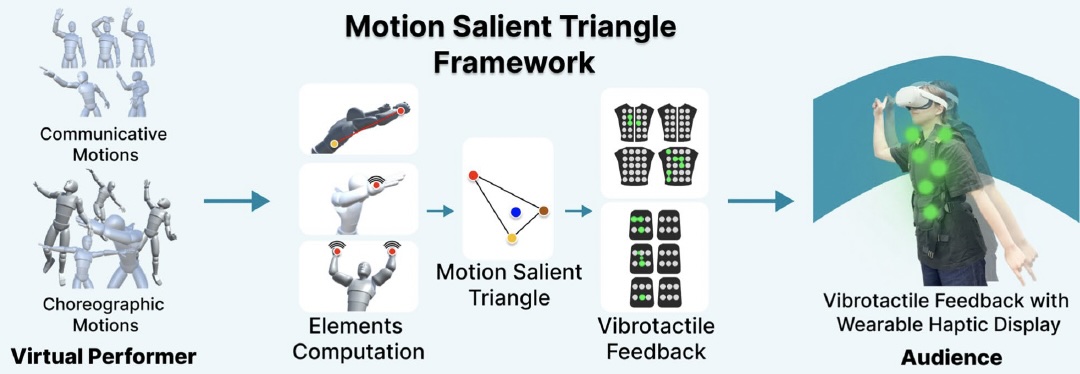 Motion Salient Triangle
Framework
Communicative
Motions
Choreographic
Motions
Virtual Performer
Elements
Computation
Motion Salient
Triangle
Vibrotactile
Feedback
Vibrotactile Feedback with
Wearable Haptic Display
Audience